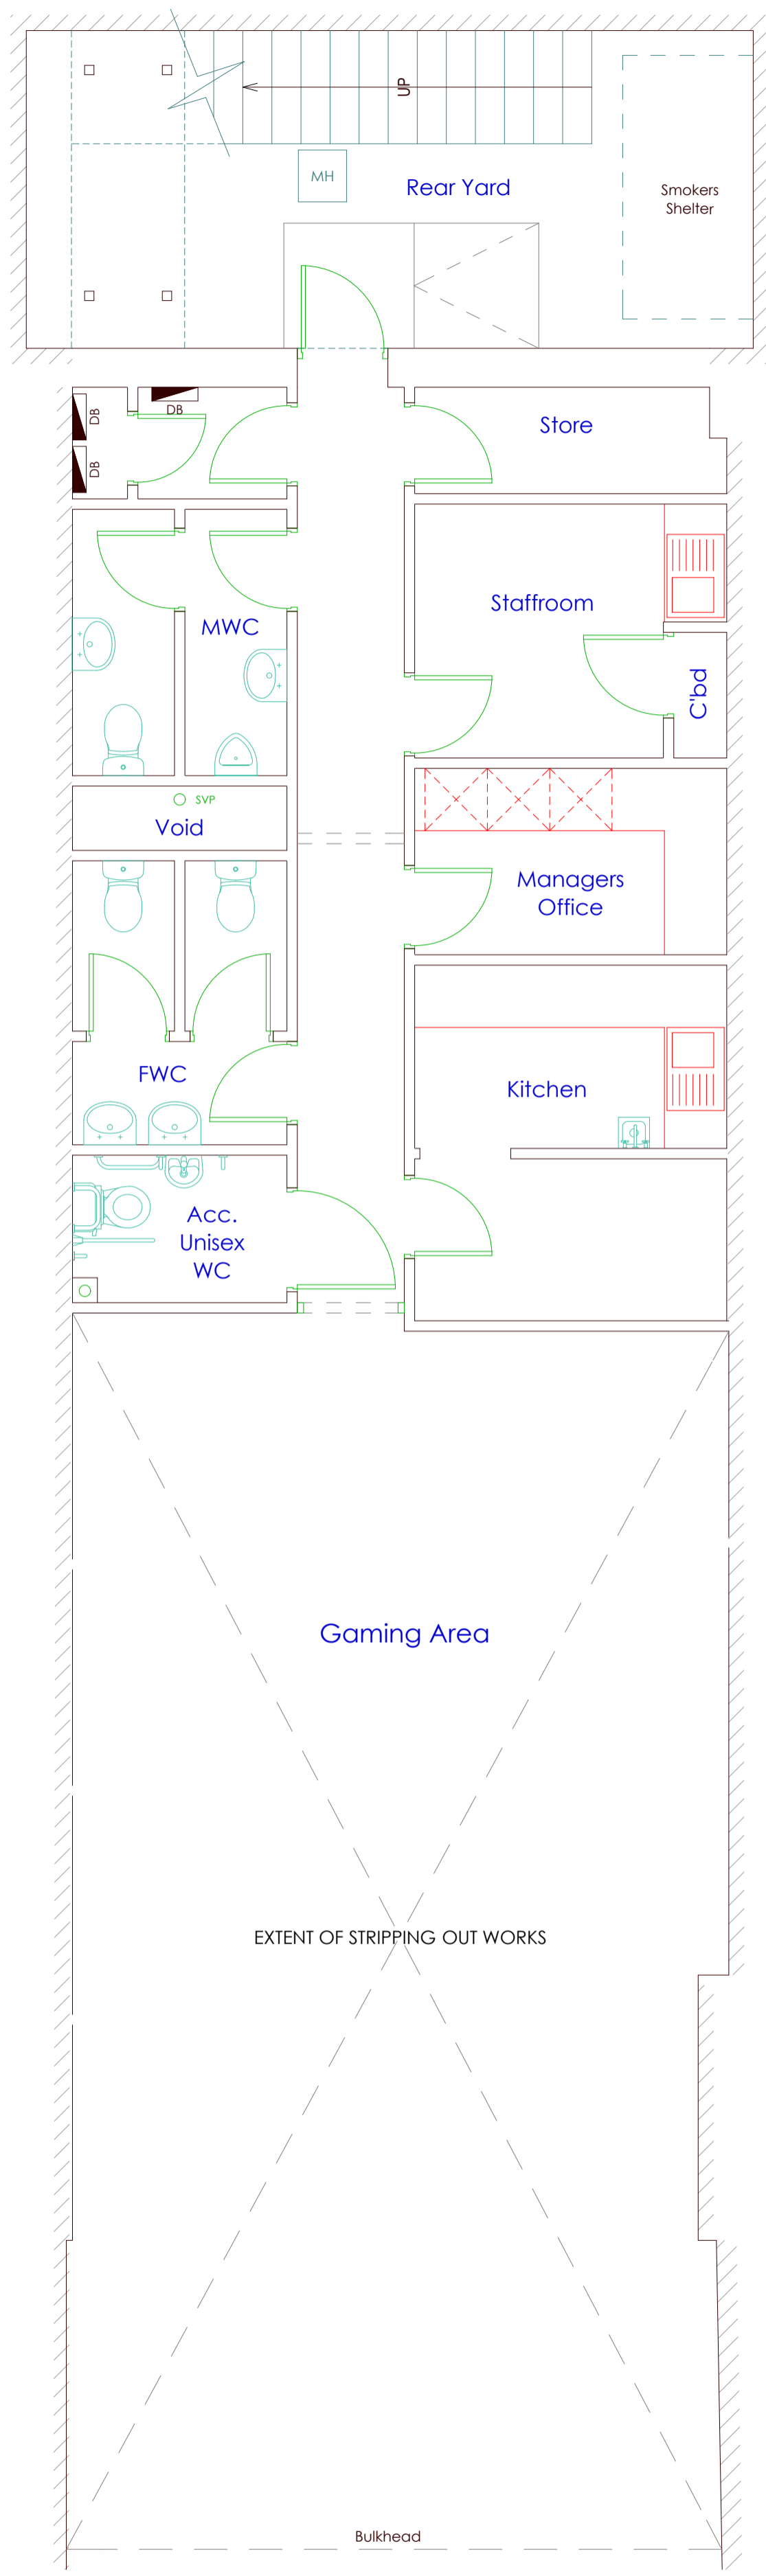 UP
MH
Rear Yard
Smokers
Shelter
DB
DB
DB
Store
Staffroom
MWC
C'bd
SVP
Void
Managers
Office
FWC
Kitchen
Acc.
Unisex
WC
Gaming Area
EXTENT OF STRIPPING OUT WORKS
Bulkhead